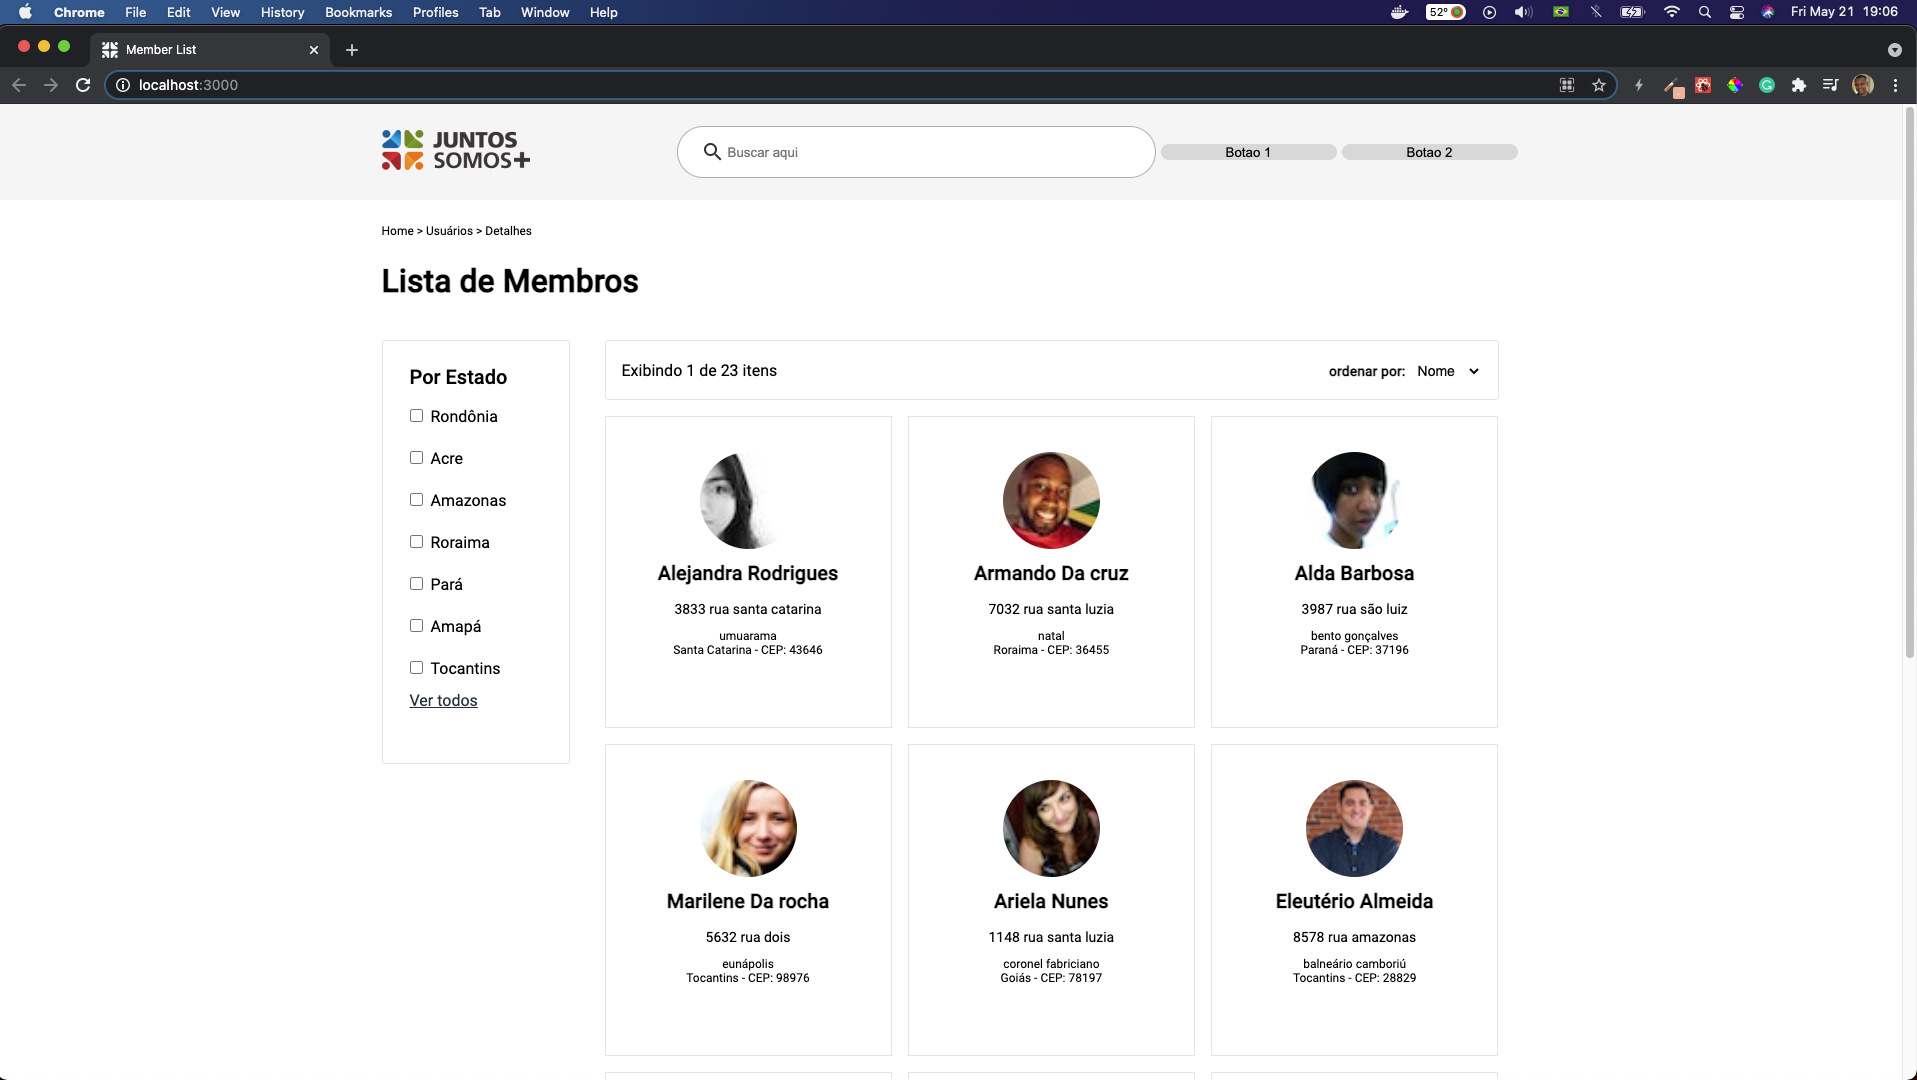 Chrome File Edit View History Bookmarks Profiles Tab Window Help 52° Fri May 21 19:06
Member List
localhost:3000
JUNTOS
SOMOS+
Buscar aqui
Botao 1
Botao 2
Home > Usuários > Detalhes
Lista de Membros
Por Estado
Rondônia
Acre
Amazonas
Roraima
Pará
Amapá
Tocantins
Ver todos
Exibindo 1 de 23 itens
ordenar por: Nome
Alejandra Rodrigues
3833 rua santa catarina
umuarama
Santa Catarina - CEP: 43646
Armando Da cruz
7032 rua santa luzia
natal
Roraima - CEP: 36455
Alda Barbosa
3987 rua são luiz
bento gonçalves
Paraná - CEP: 37196
Marilene Da rocha
5632 rua dois
eunápolis
Tocantins - CEP: 98976
Ariela Nunes
1148 rua santa luzia
coronel fabriciano
Goiás - CEP: 78197
Eleutério Almeida
8578 rua amazonas
balneário camboriú
Tocantins - CEP: 28829